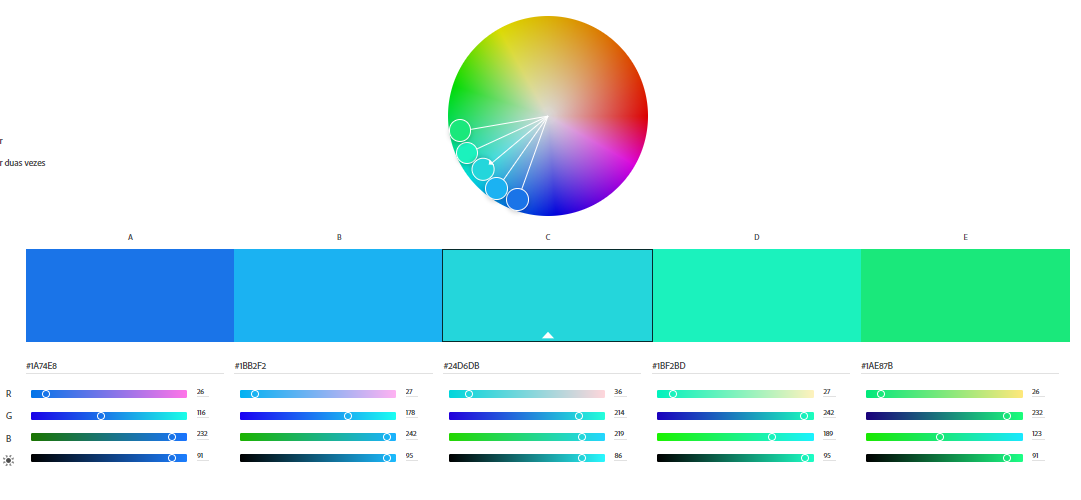 r
r duas vezes
A B C D E
#1A74E8 #1BB2F2 #24D6DB #1BF2BD #1AE87B
R 26 27 36 27 26
G 116 178 214 242 232
B 232 242 219 189 123
91 95 86 95 91